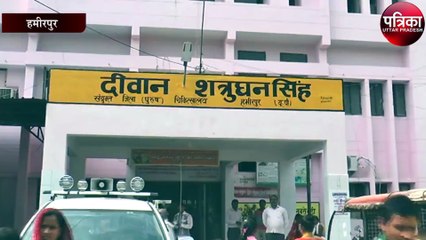 हमीरपुर
पत्रिका
UTTAR PRADESH
दीवान शत्रुघनसिंह
संयुक्त जिला (पुरुष) चिकित्सालय हमीरपुर (उ.प्र)